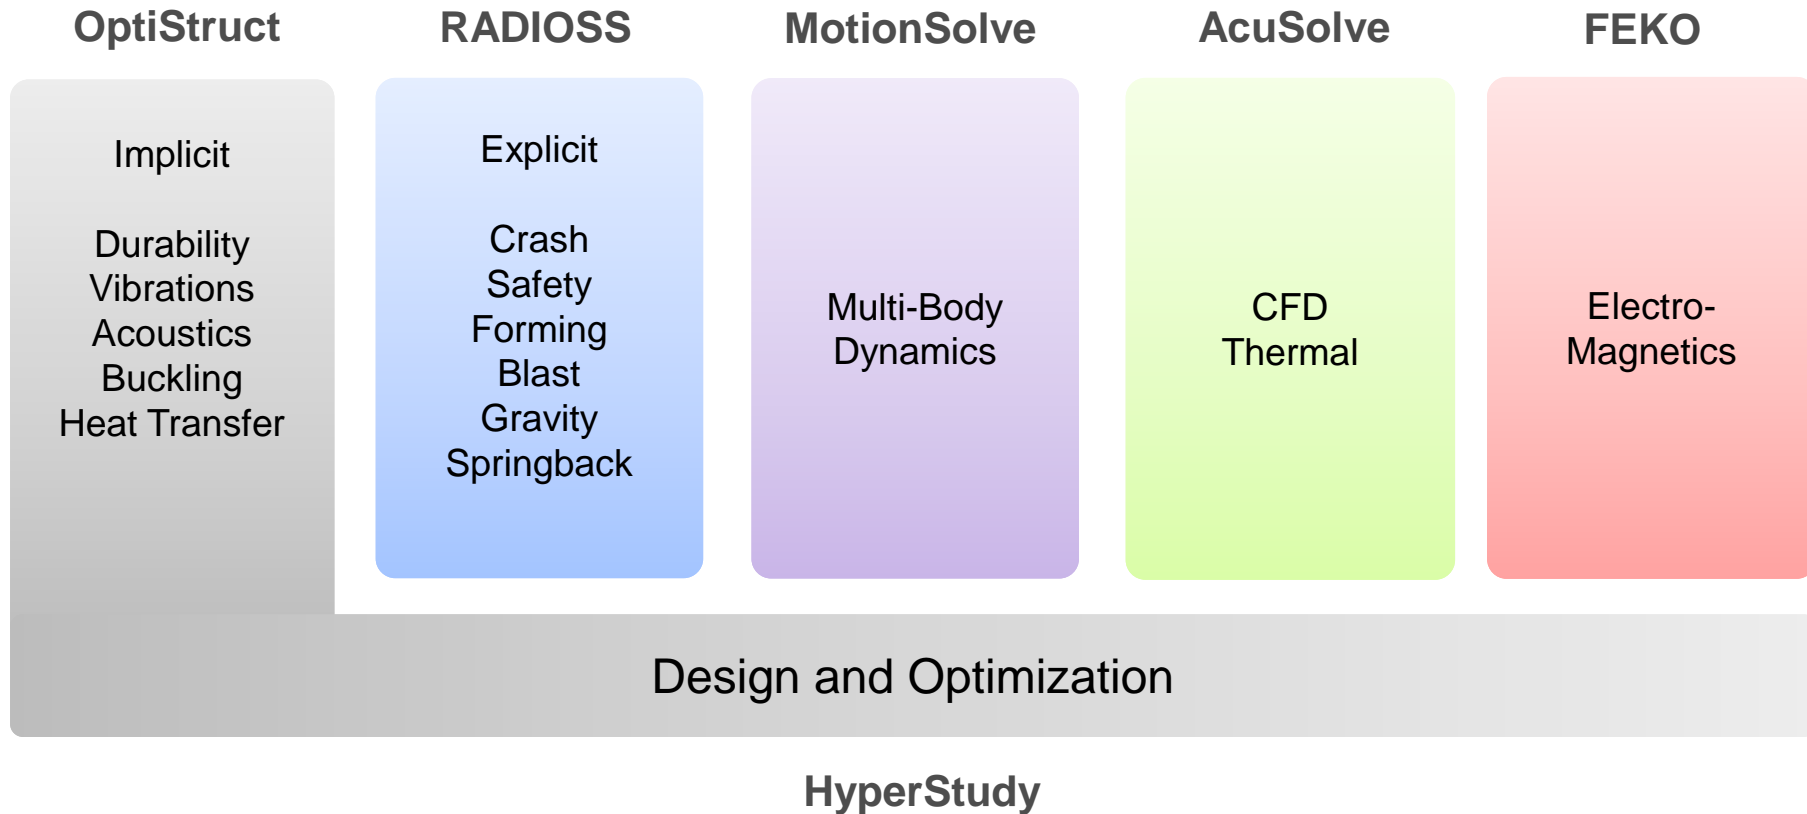 OptiStruct
RADIOSS
MotionSolve
AcuSolve
FEKO
Implicit
Durability
Vibrations
Acoustics
Buckling
Heat Transfer
Explicit
Crash
Safety
Forming
Blast
Gravity
Springback
Multi-Body
Dynamics
CFD
Thermal
Electro-
Magnetics
Design and Optimization
HyperStudy